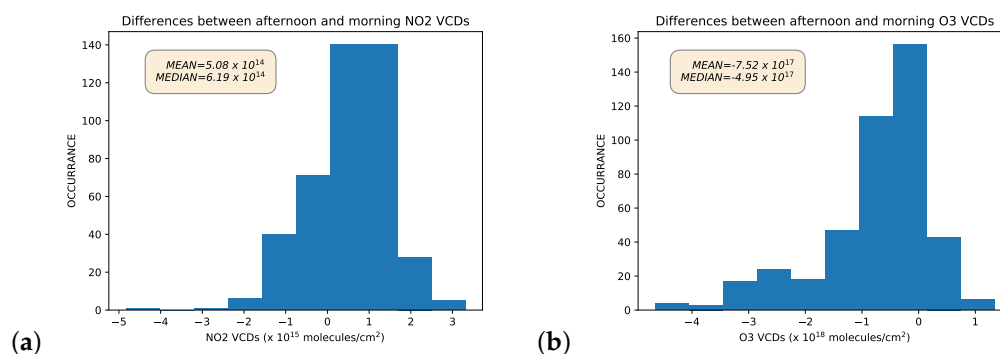 Differences between afternoon and morning NO2 VCDs
MEAN=5.08 x 10^14
MEDIAN=6.19 x 10^14
OCCURRANCE
140
120
100
80
60
40
20
0
−5 −4 −3 −2 −1 0 1 2 3
NO2 VCDs (x 10^15 molecules/cm^2)
(a)
Differences between afternoon and morning O3 VCDs
MEAN=-7.52 x 10^17
MEDIAN=-4.95 x 10^17
OCCURRANCE
160
140
120
100
80
60
40
20
0
−4 −3 −2 −1 0 1
O3 VCDs (x 10^18 molecules/cm^2)
(b)